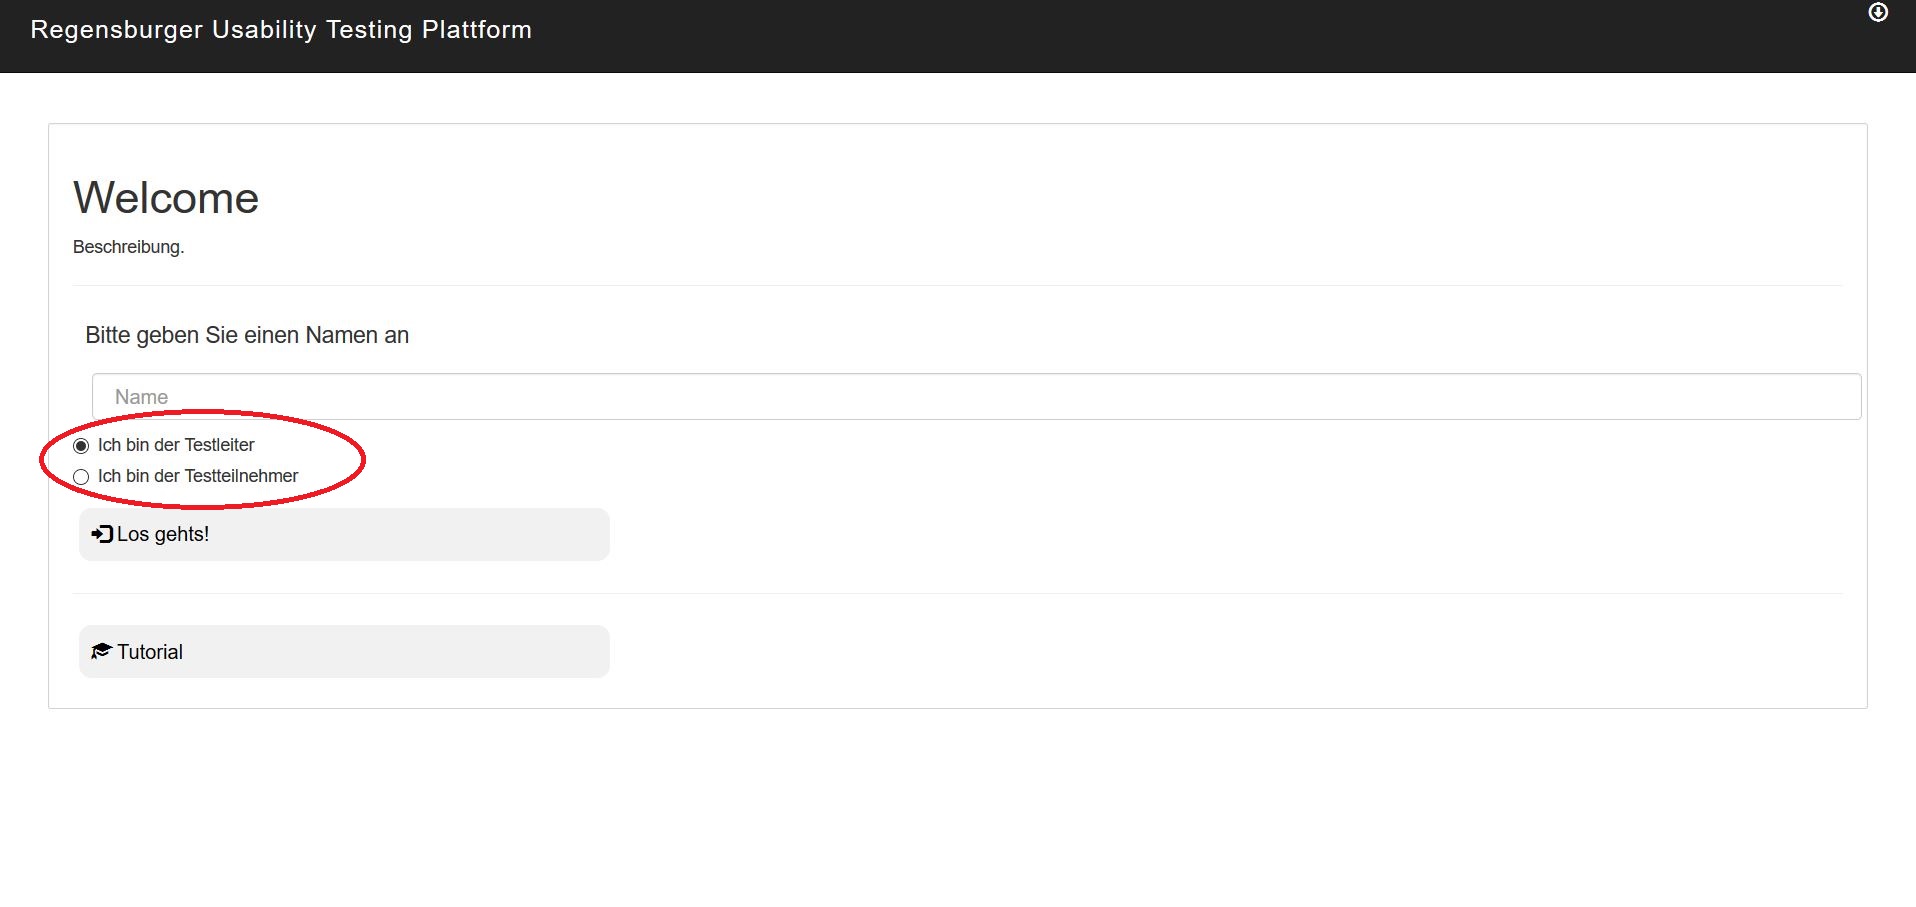 Regensburger Usability Testing Plattform
Welcome
Beschreibung.
Bitte geben Sie einen Namen an
Name
Ich bin der Testleiter
Ich bin der Testteilnehmer
Los gehts!
Tutorial